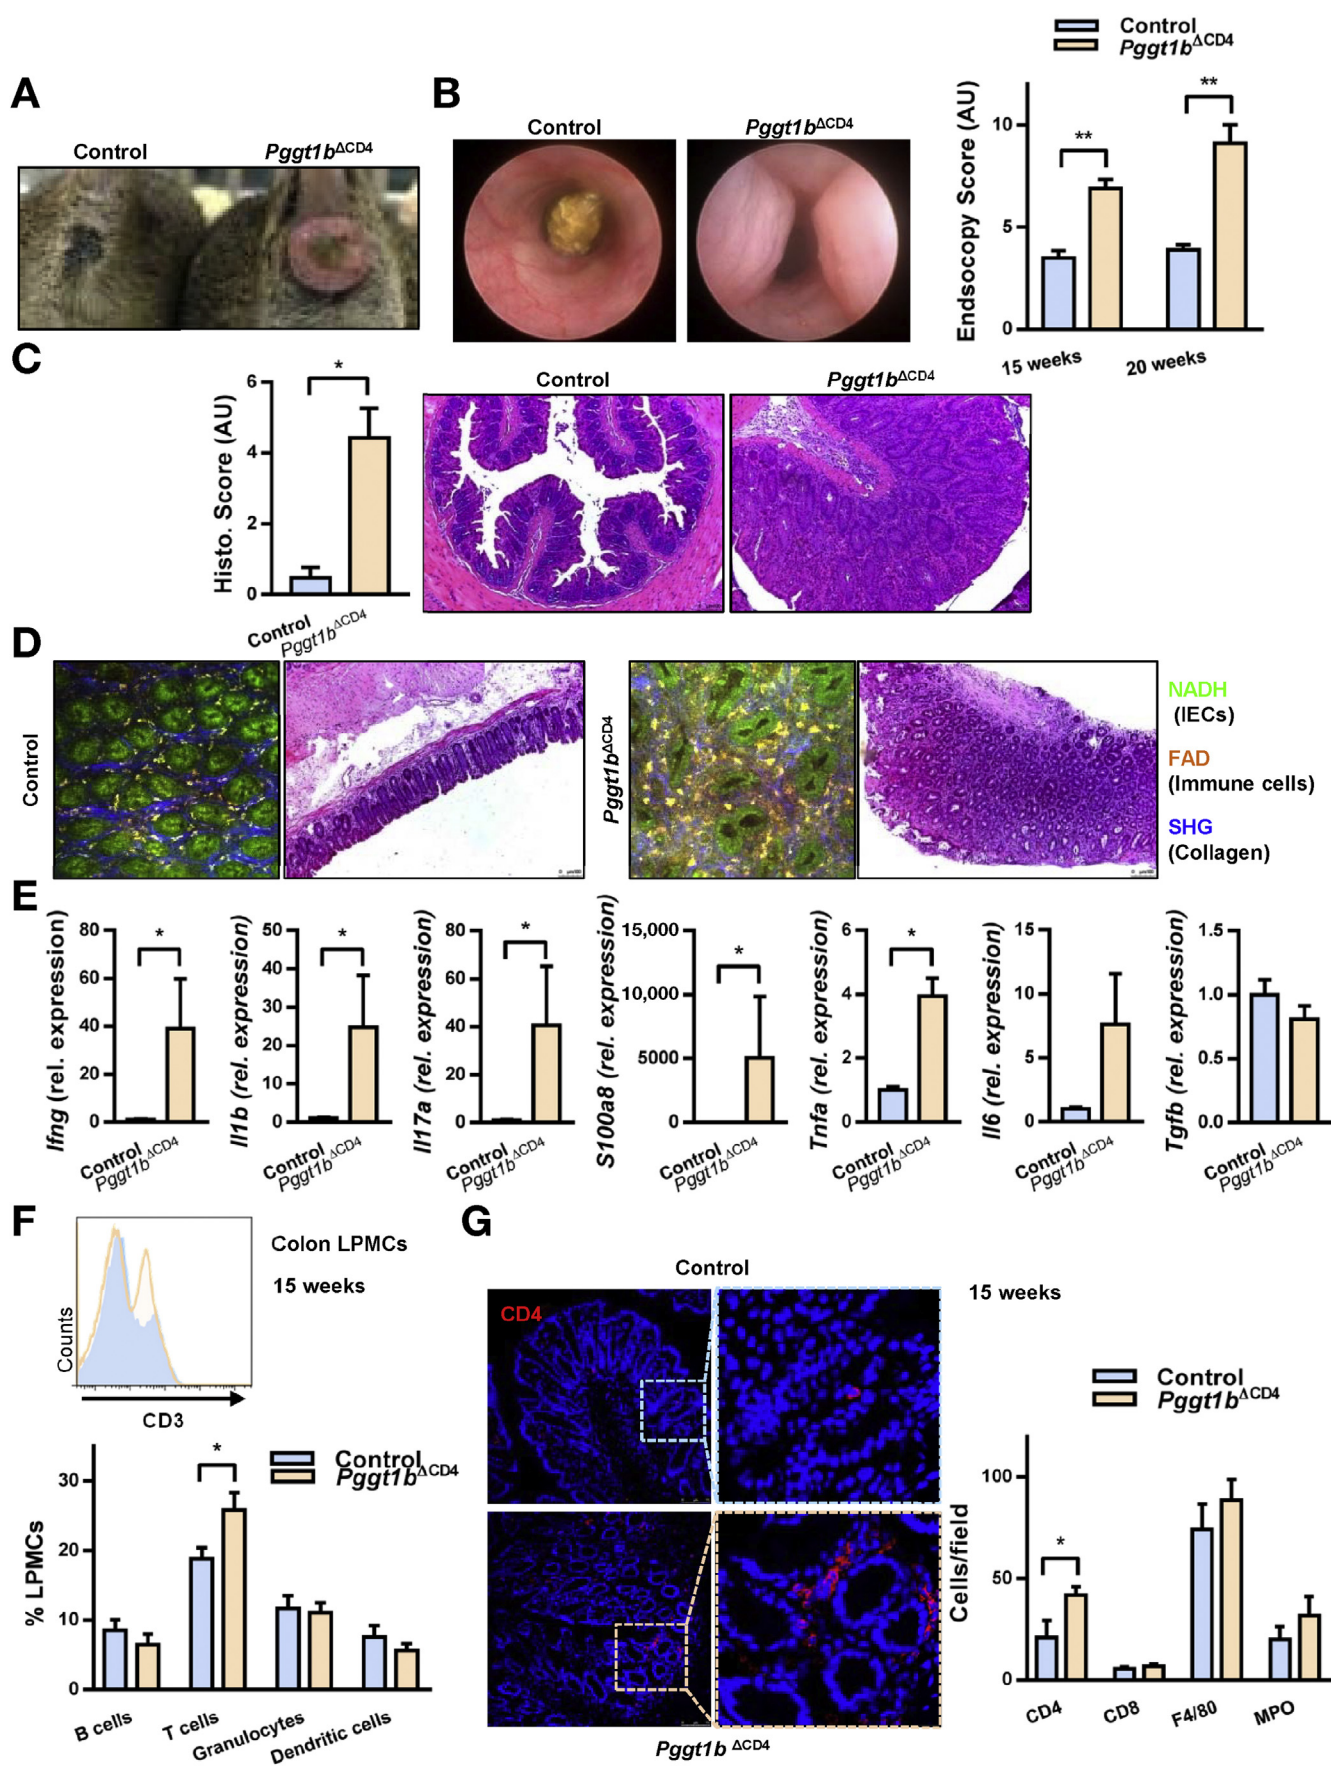 Control
Pggt1bΔCD4
A
Control
Pggt1bΔCD4
B
Control
Pggt1bΔCD4
Endsocopy Score (AU)
10
5
0
**
**
15 weeks
20 weeks
C
Histo. Score (AU)
6
4
2
0
*
Control
Pggt1bΔCD4
Control
Pggt1bΔCD4
D
Control
Pggt1bΔCD4
NADH
(IECs)
FAD
(Immune cells)
SHG
(Collagen)
E
Ifng (rel. expression)
80
60
40
20
0
*
Control
Pggt1bΔCD4
Il1b (rel. expression)
50
40
30
20
10
0
*
Control
Pggt1bΔCD4
Il17a (rel. expression)
80
60
40
20
0
*
Control
Pggt1bΔCD4
S100a8 (rel. expression)
15,000
10,000
5000
0
*
Control
Pggt1bΔCD4
Tnfa (rel. expression)
6
4
2
0
*
Control
Pggt1bΔCD4
Il6 (rel. expression)
15
10
5
0
Control
Pggt1bΔCD4
Tgfb (rel. expression)
1.5
1.0
0.5
0.0
Control
Pggt1bΔCD4
F
Counts
CD3
Colon LPMCs
15 weeks
Control
Pggt1bΔCD4
% LPMCs
30
20
10
0
*
B cells
T cells
Granulocytes
Dendritic cells
G
Control
CD4
Pggt1b ΔCD4
15 weeks
Control
Pggt1bΔCD4
Cells/field
100
50
0
*
CD4
CD8
F4/80
MPO